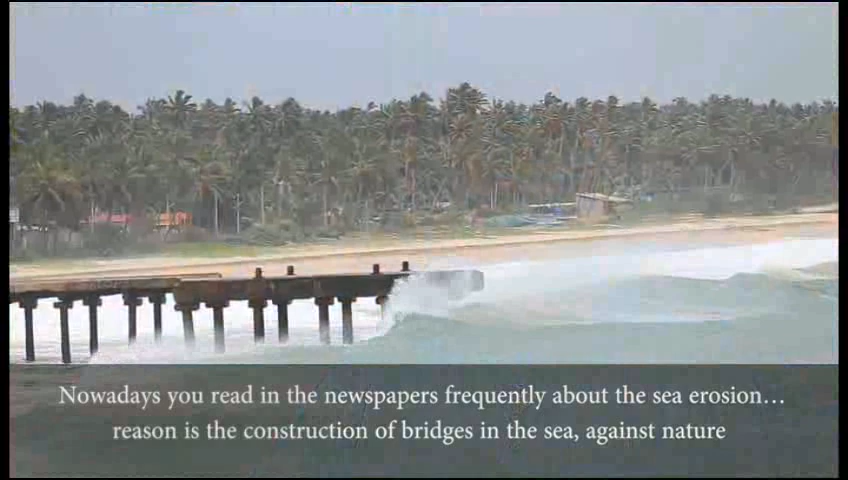 Nowadays you read in the newspapers frequently about the sea erosion…
reason is the construction of bridges in the sea, against nature